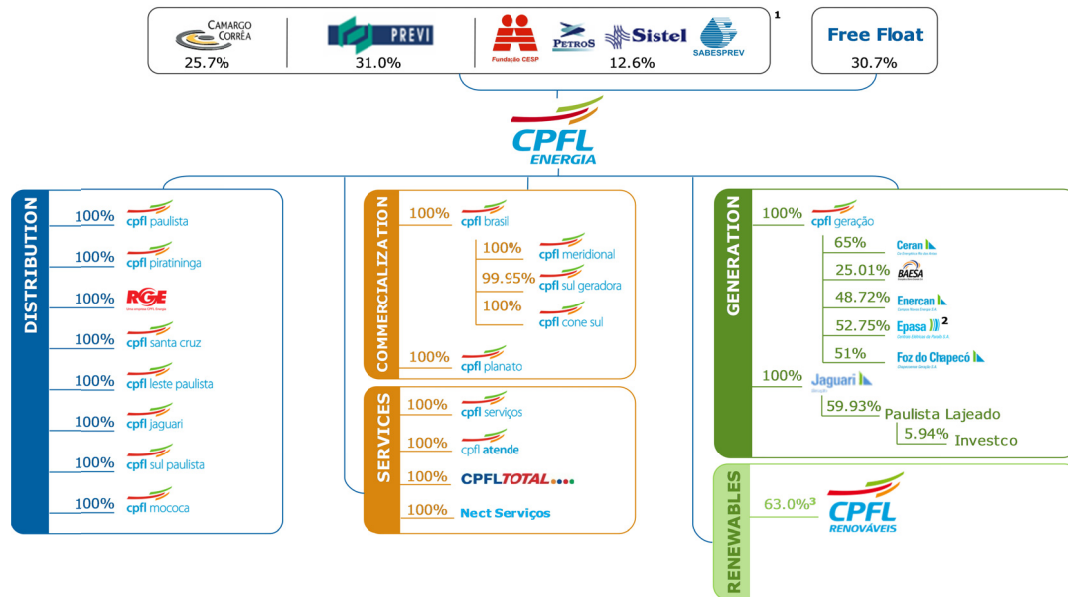 CAMARGO
CORRÊA
25.7%
PREVI
31.0%
Fundação CESP
PETROS
Sistel
SABESPREV
12.6%
1
Free Float
30.7%
CPFL
ENERGIA
DISTRIBUTION
100% cpfl paulista
100% cpfl piratininga
100% RGE
100% cpfl santa cruz
100% cpfl leste paulista
100% cpfl jaguari
100% cpfl sul paulista
100% cpfl mococa
COMMERCIALIZATION
100% cpfl brasil
100% cpfl meridional
99.95% cpfl sul geradora
100% cpfl cone sul
100% cpfl planato
SERVICES
100% cpfl serviços
100% cpfl atende
100% CPFLTOTAL
100% Nect Serviços
GENERATION
100% cpfl geração
65% Ceran
25.01% BAESA
48.72% Enercan
52.75% Epasa 2
51% Foz do Chapecó
100% Jaguari
59.93% Paulista Lajeado
5.94% Investco
RENEWABLES
63.0%3
CPFL
RENOVÁVEIS